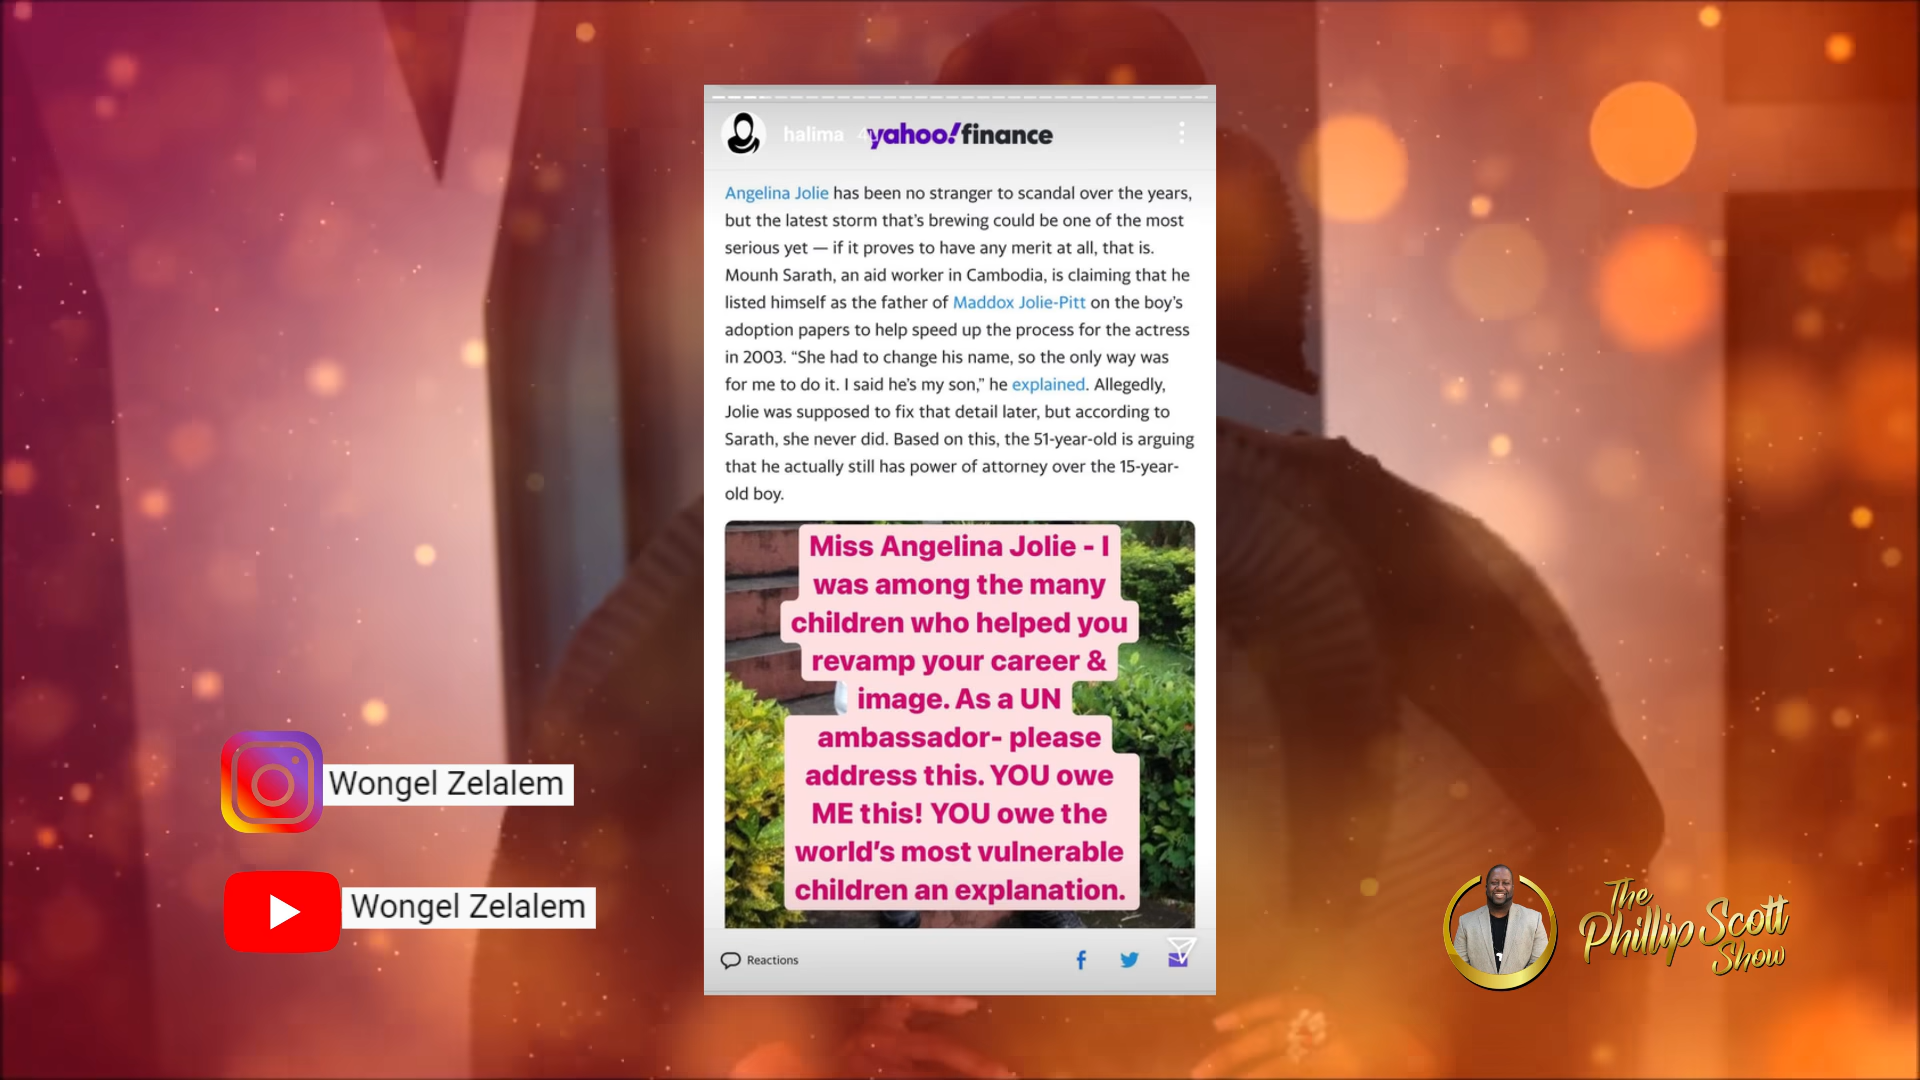 halima
yahoo!finance
Angelina Jolie has been no stranger to scandal over the years,
but the latest storm that's brewing could be one of the most
serious yet — if it proves to have any merit at all, that is.
Mounh Sarath, an aid worker in Cambodia, is claiming that he
listed himself as the father of Maddox Jolie-Pitt on the boy's
adoption papers to help speed up the process for the actress
in 2003. “She had to change his name, so the only way was
for me to do it. I said he's my son,” he explained. Allegedly,
Jolie was supposed to fix that detail later, but according to
Sarath, she never did. Based on this, the 51-year-old is arguing
that he actually still has power of attorney over the 15-year-
old boy.
Miss Angelina Jolie - I
was among the many
children who helped you
revamp your career &
image. As a UN
ambassador- please
address this. YOU owe
ME this! YOU owe the
world's most vulnerable
children an explanation.
Reactions
Wongel Zelalem
Wongel Zelalem
The
Phillip Scott
Show